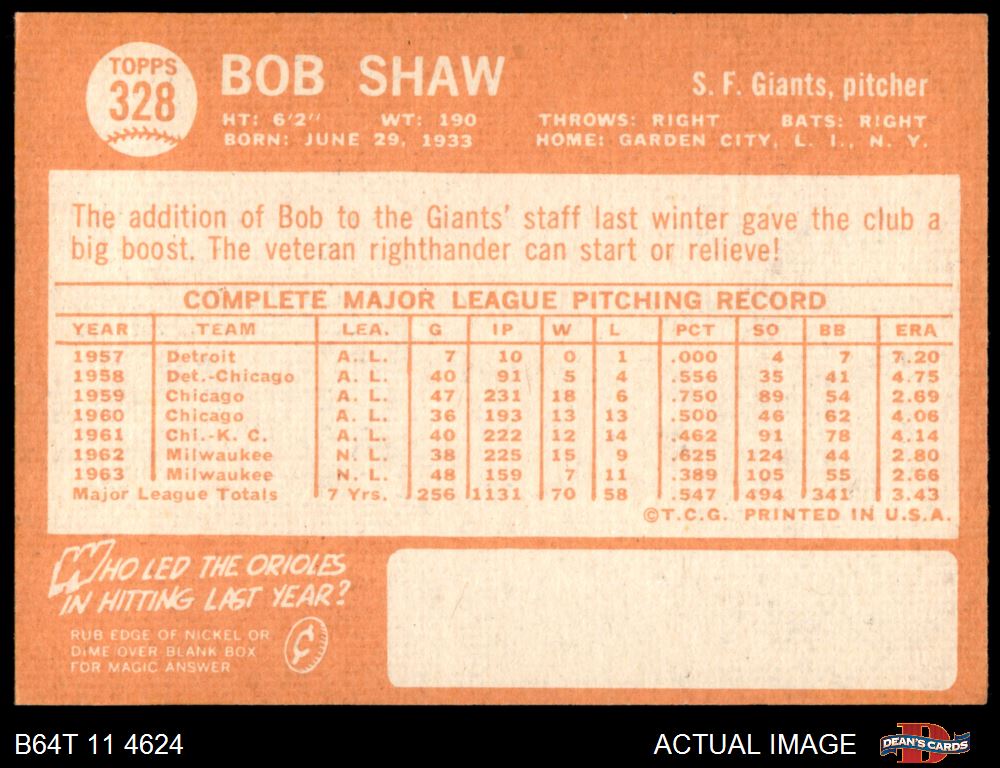 TOPPS
328
BOB SHAW
S. F. Giants, pitcher
HT: 6'2" WT: 190 THROWS: RIGHT BATS: RIGHT
BORN: JUNE 29, 1933 HOME: GARDEN CITY, L. I., N. Y.
The addition of Bob to the Giants' staff last winter gave the club a
big boost. The veteran righthander can start or relieve!
COMPLETE MAJOR LEAGUE PITCHING RECORD
YEAR TEAM LEA. G IP W L PCT SO BB ERA
1957 Detroit A. L. 7 10 0 1 .000 4 7 7.20
1958 Det.-Chicago A. L. 40 91 5 4 .556 35 41 4.75
1959 Chicago A. L. 47 231 18 6 .750 89 54 2.69
1960 Chicago A. L. 36 193 13 13 .500 46 62 4.06
1961 Chi.-K. C. A. L. 40 222 12 14 .462 91 78 4.14
1962 Milwaukee N. L. 38 225 15 9 .625 124 44 2.80
1963 Milwaukee N. L. 48 159 7 11 .389 105 55 2.66
Major League Totals 7 Yrs. 256 1131 70 58 .547 494 341 3.43
©T.C.G. PRINTED IN U.S.A.
WHO LED THE ORIOLES
IN HITTING LAST YEAR?
RUB EDGE OF NICKEL OR
DIME OVER BLANK BOX
FOR MAGIC ANSWER
B64T 11 4624
ACTUAL IMAGE
DEAN'S CARDS